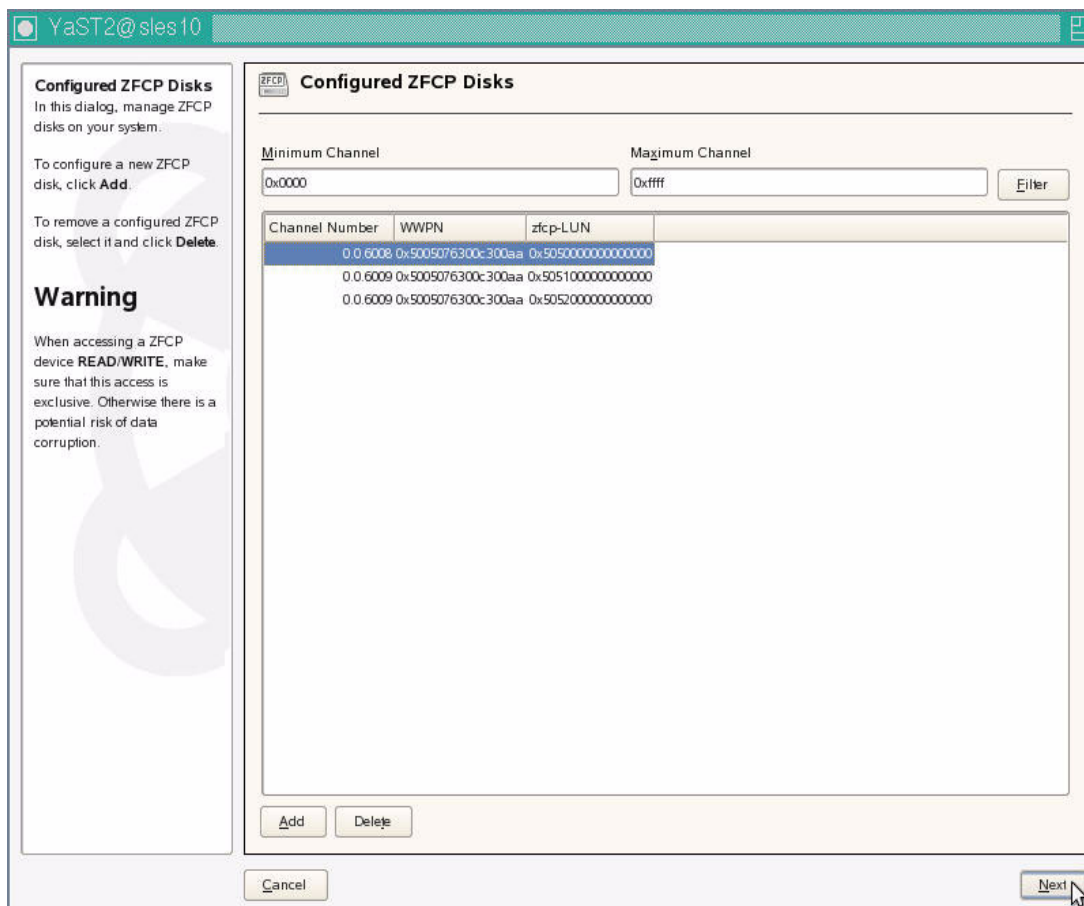 YaST2@sles10
Configured ZFCP Disks
In this dialog, manage ZFCP
disks on your system.
To configure a new ZFCP
disk, click Add.
To remove a configured ZFCP
disk, select it and click Delete.
Warning
When accessing a ZFCP
device READ/WRITE, make
sure that this access is
exclusive. Otherwise there is a
potential risk of data
corruption.
ZFCP
Configured ZFCP Disks
Minimum Channel
Maximum Channel
0x0000
0xffff
Filter
Channel Number WWPN zfcp-LUN
0.0.6008 0x5005076300c300aa 0x5050000000000000
0.0.6009 0x5005076300c300aa 0x5051000000000000
0.0.6009 0x5005076300c300aa 0x5052000000000000
Add
Delete
Cancel
Next